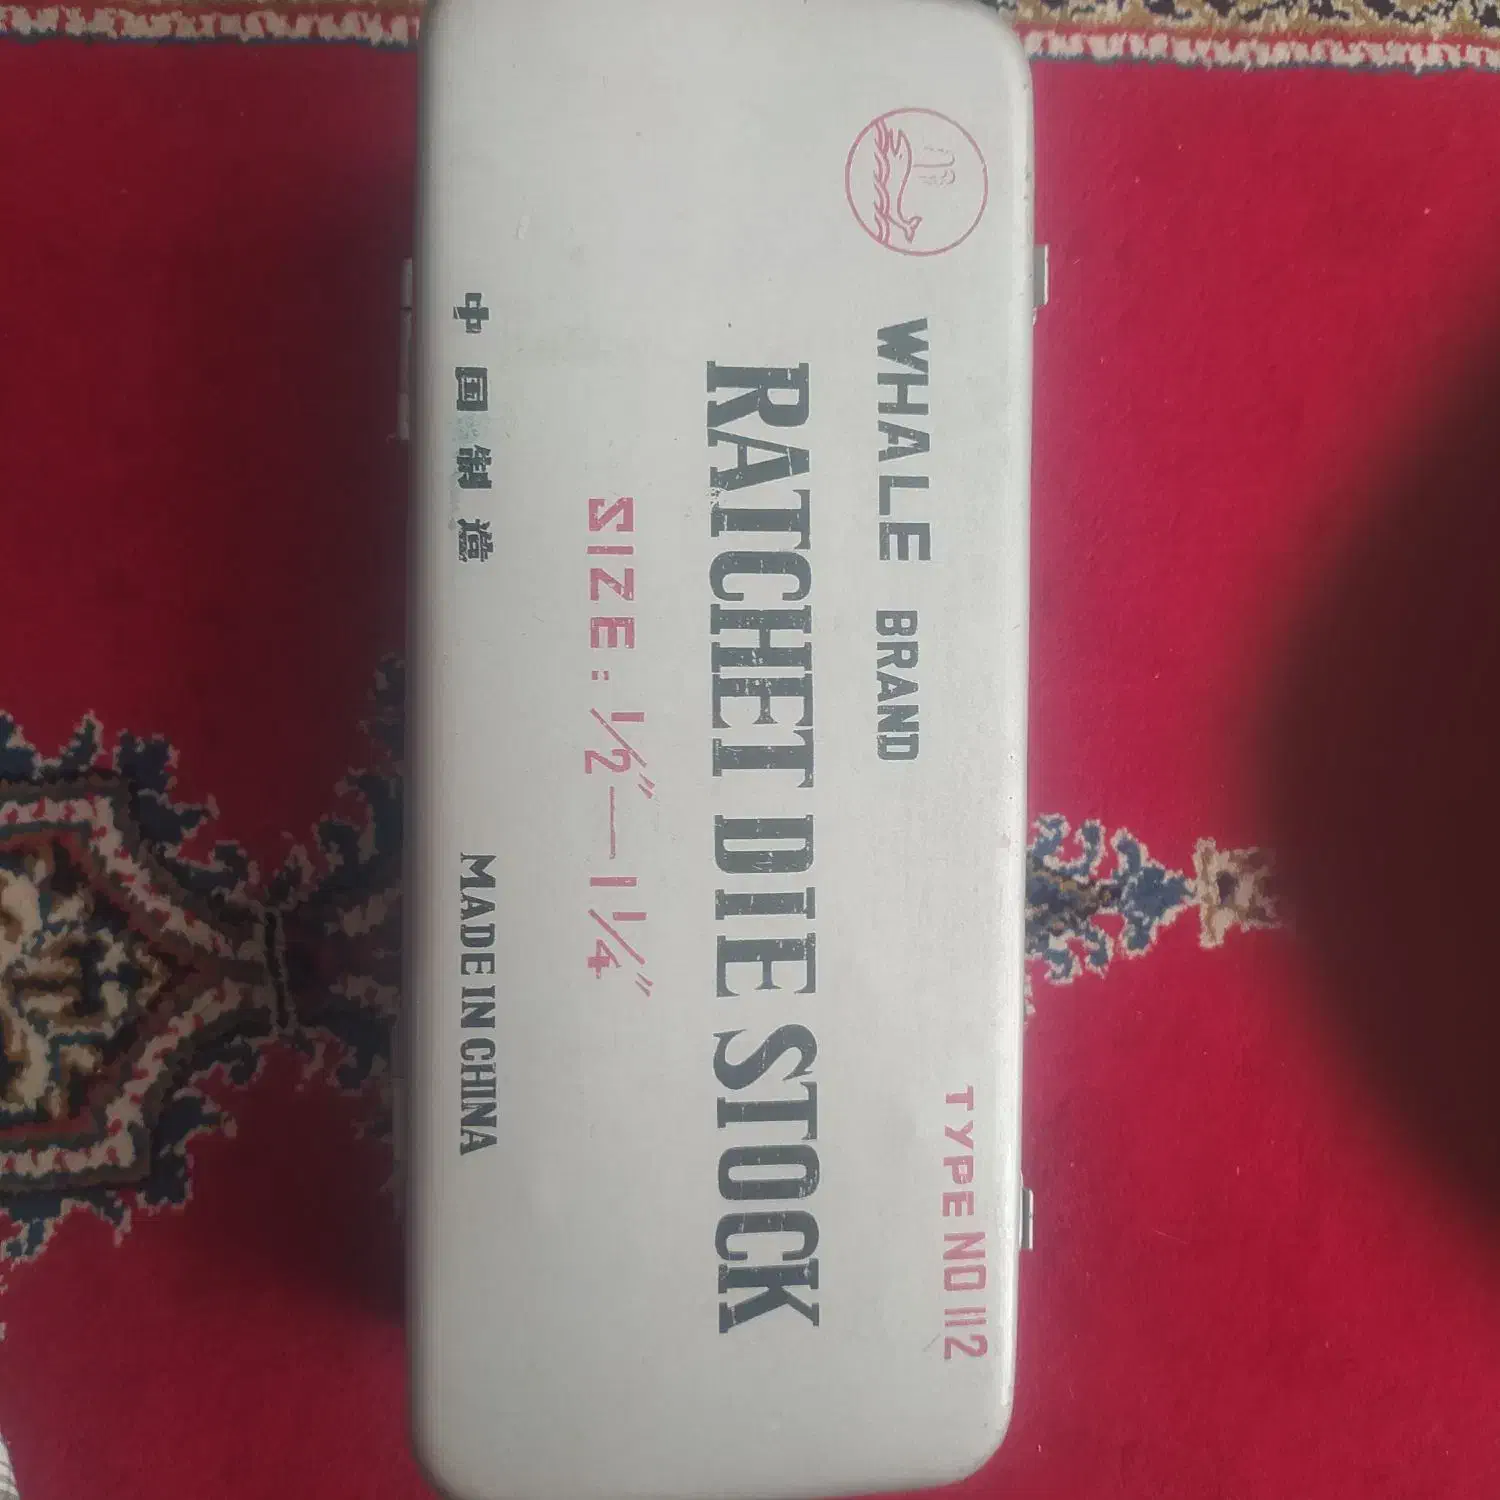 WHALE BRAND
TYPE NO 112
RATCHET DIE STOCK
SIZE: 1/2"—1 1/4"
中国制造 MADE IN CHINA